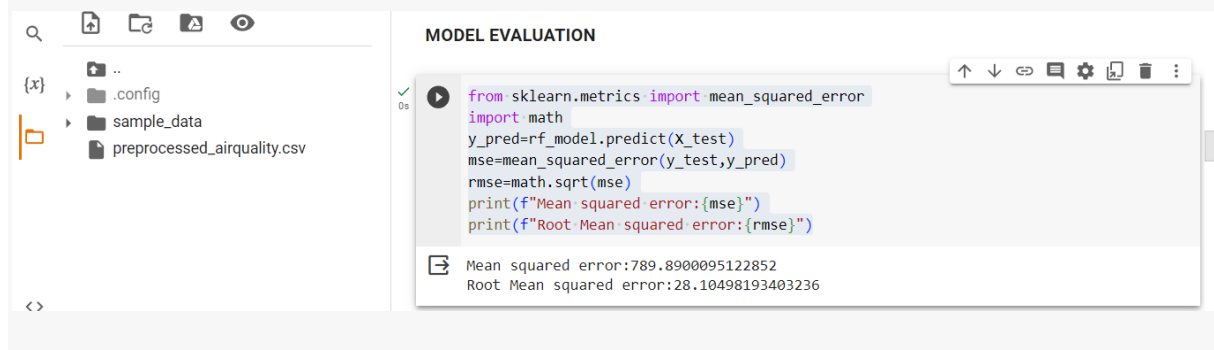 MODEL EVALUATION
{x}
..
.config
sample_data
preprocessed_airquality.csv
0s
from sklearn.metrics import mean_squared_error
import math
y_pred=rf_model.predict(X_test)
mse=mean_squared_error(y_test,y_pred)
rmse=math.sqrt(mse)
print(f"Mean squared error:{mse}")
print(f"Root Mean squared error:{rmse}")
Mean squared error:789.8900095122852
Root Mean squared error:28.10498193403236
<>